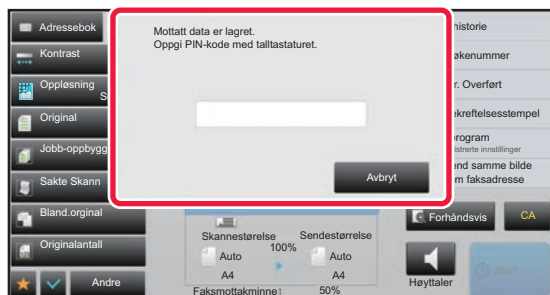 Adressebok
Kontrast
Oppløsning
S
Original
Jobb-oppbygg
Sakte Skann
Bland.orginal
Originalantall
Andre
Mottatt data er lagret.
Oppgi PIN-kode med talltastaturet.
Avbryt
Skannestørelse
100%
Sendestørrelse
Auto
A4
Auto
A4
Faksmottakminne:
50%
historie
økenummer
r. Overført
ekreftelsesstempel
program
istrerte innstillinger
end samme bilde
m faksadresse
Forhåndsvis
CA
Høyttaler
Start